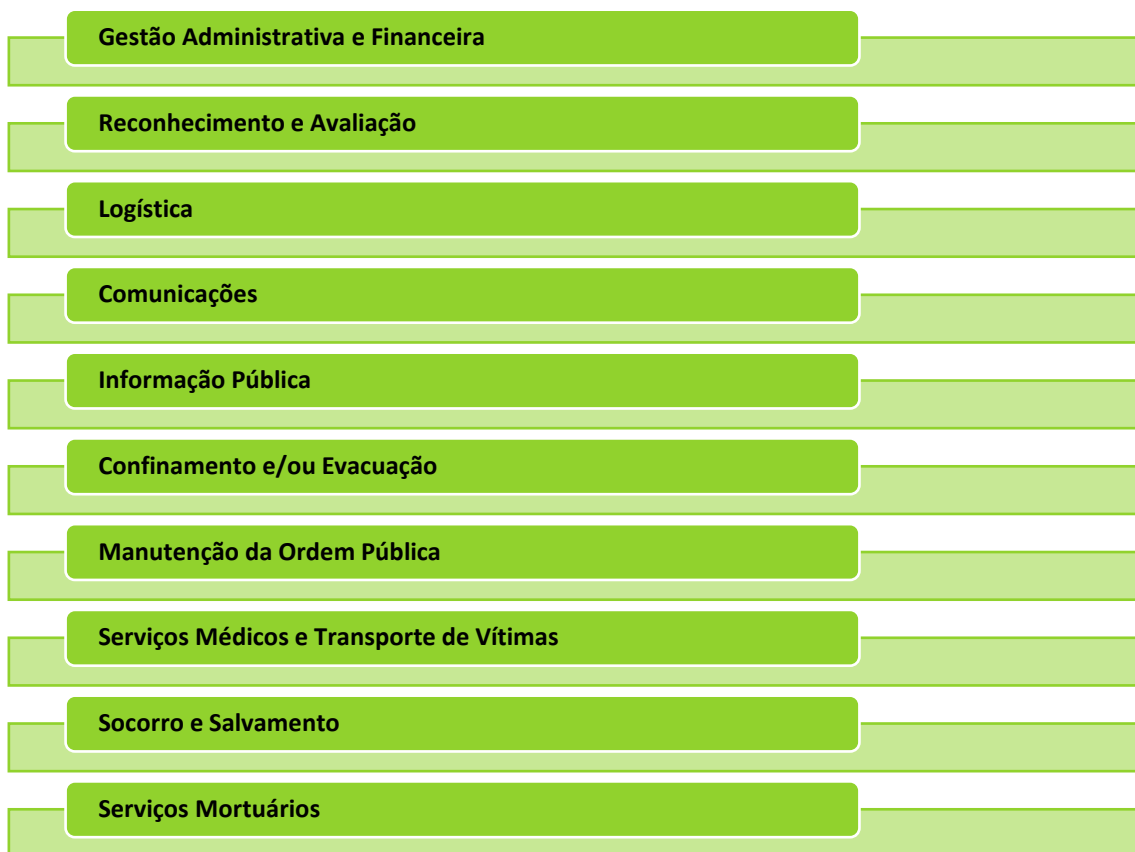 Gestão Administrativa e Financeira
Reconhecimento e Avaliação
Logística
Comunicações
Informação Pública
Confinamento e/ou Evacuação
Manutenção da Ordem Pública
Serviços Médicos e Transporte de Vítimas
Socorro e Salvamento
Serviços Mortuários